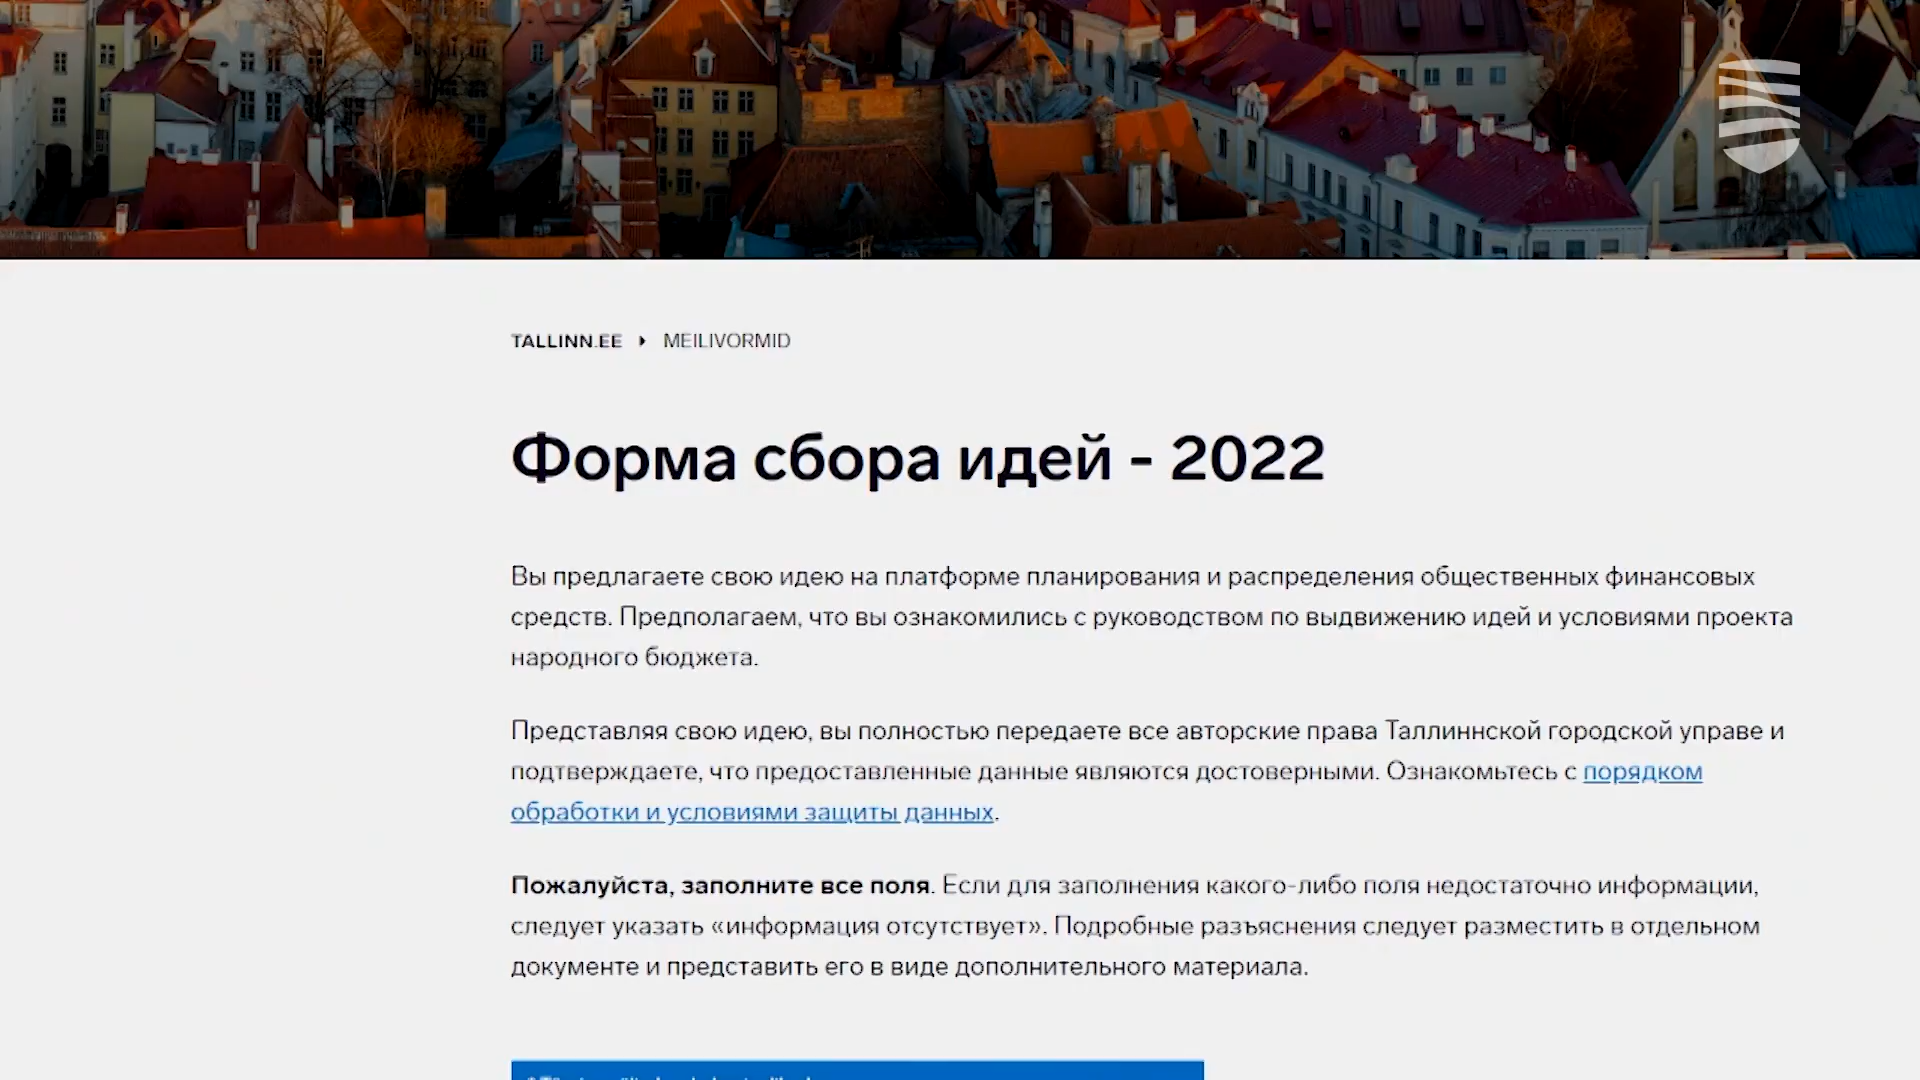 TALLINN.EE MEILIVORMID
Форма сбора идей - 2022
Вы предлагаете свою идею на платформе планирования и распределения общественных финансовых
средств. Предполагаем, что вы ознакомились с руководством по выдвижению идей и условиями проекта
народного бюджета.
Представляя свою идею, вы полностью передаете все авторские права Таллиннской городской управе и
подтверждаете, что предоставленные данные являются достоверными. Ознакомьтесь с порядком
обработки и условиями защиты данных.
Пожалуйста, заполните все поля. Если для заполнения какого-либо поля недостаточно информации,
следует указать «информация отсутствует». Подробные разъяснения следует разместить в отдельном
документе и представить его в виде дополнительного материала.